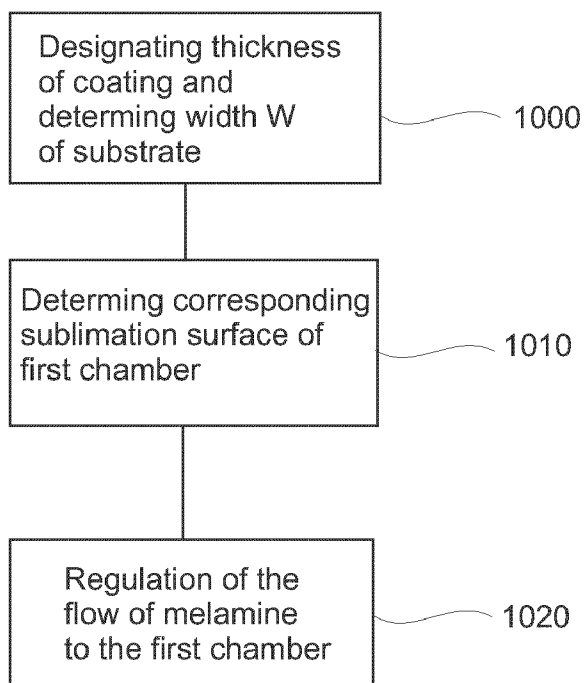 Designating thickness
of coating and
determing width W
of substrate
1000
Determing corresponding
sublimation surface of
first chamber
1010
Regulation of the
flow of melamine
to the first chamber
1020